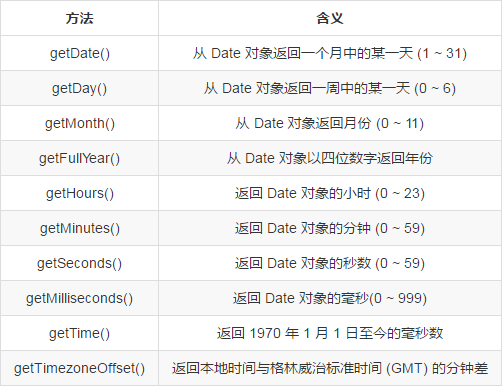 方法 含义
getDate() 从 Date 对象返回一个月中的某一天 (1 ~ 31)
getDay() 从 Date 对象返回一周中的某一天 (0 ~ 6)
getMonth() 从 Date 对象返回月份 (0 ~ 11)
getFullYear() 从 Date 对象以四位数字返回年份
getHours() 返回 Date 对象的小时 (0 ~ 23)
getMinutes() 返回 Date 对象的分钟 (0 ~ 59)
getSeconds() 返回 Date 对象的秒数 (0 ~ 59)
getMilliseconds() 返回 Date 对象的毫秒(0 ~ 999)
getTime() 返回 1970 年 1 月 1 日至今的毫秒数
getTimezoneOffset() 返回本地时间与格林威治标准时间 (GMT) 的分钟差